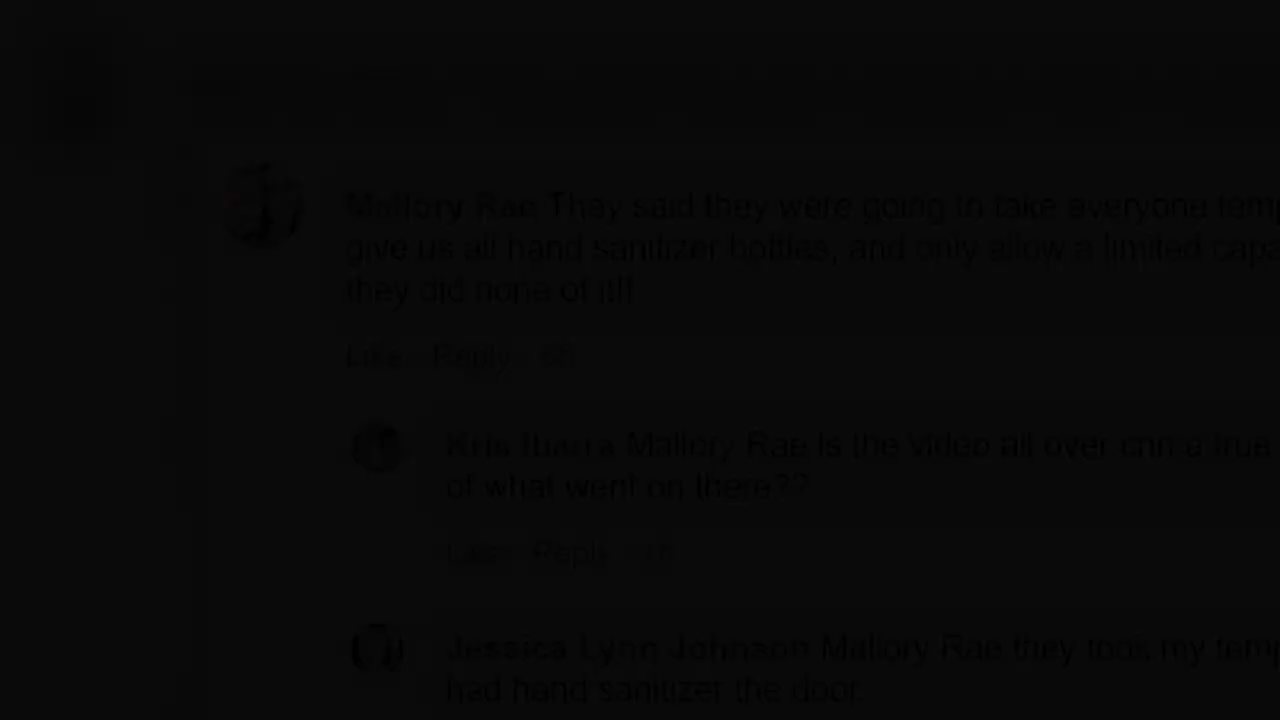 Mallory Rae They said they were going to take everyone tem
give us all hand sanitizer bottles, and only allow a limited capa
they did none of it!!
Like Reply
Kris Ibarra Mallory Rae is the video all over a true
of what went on there??
Like Reply
Jessica Lynn Johnson Mallory Rae they took my temp
had hand sanitizer the door.